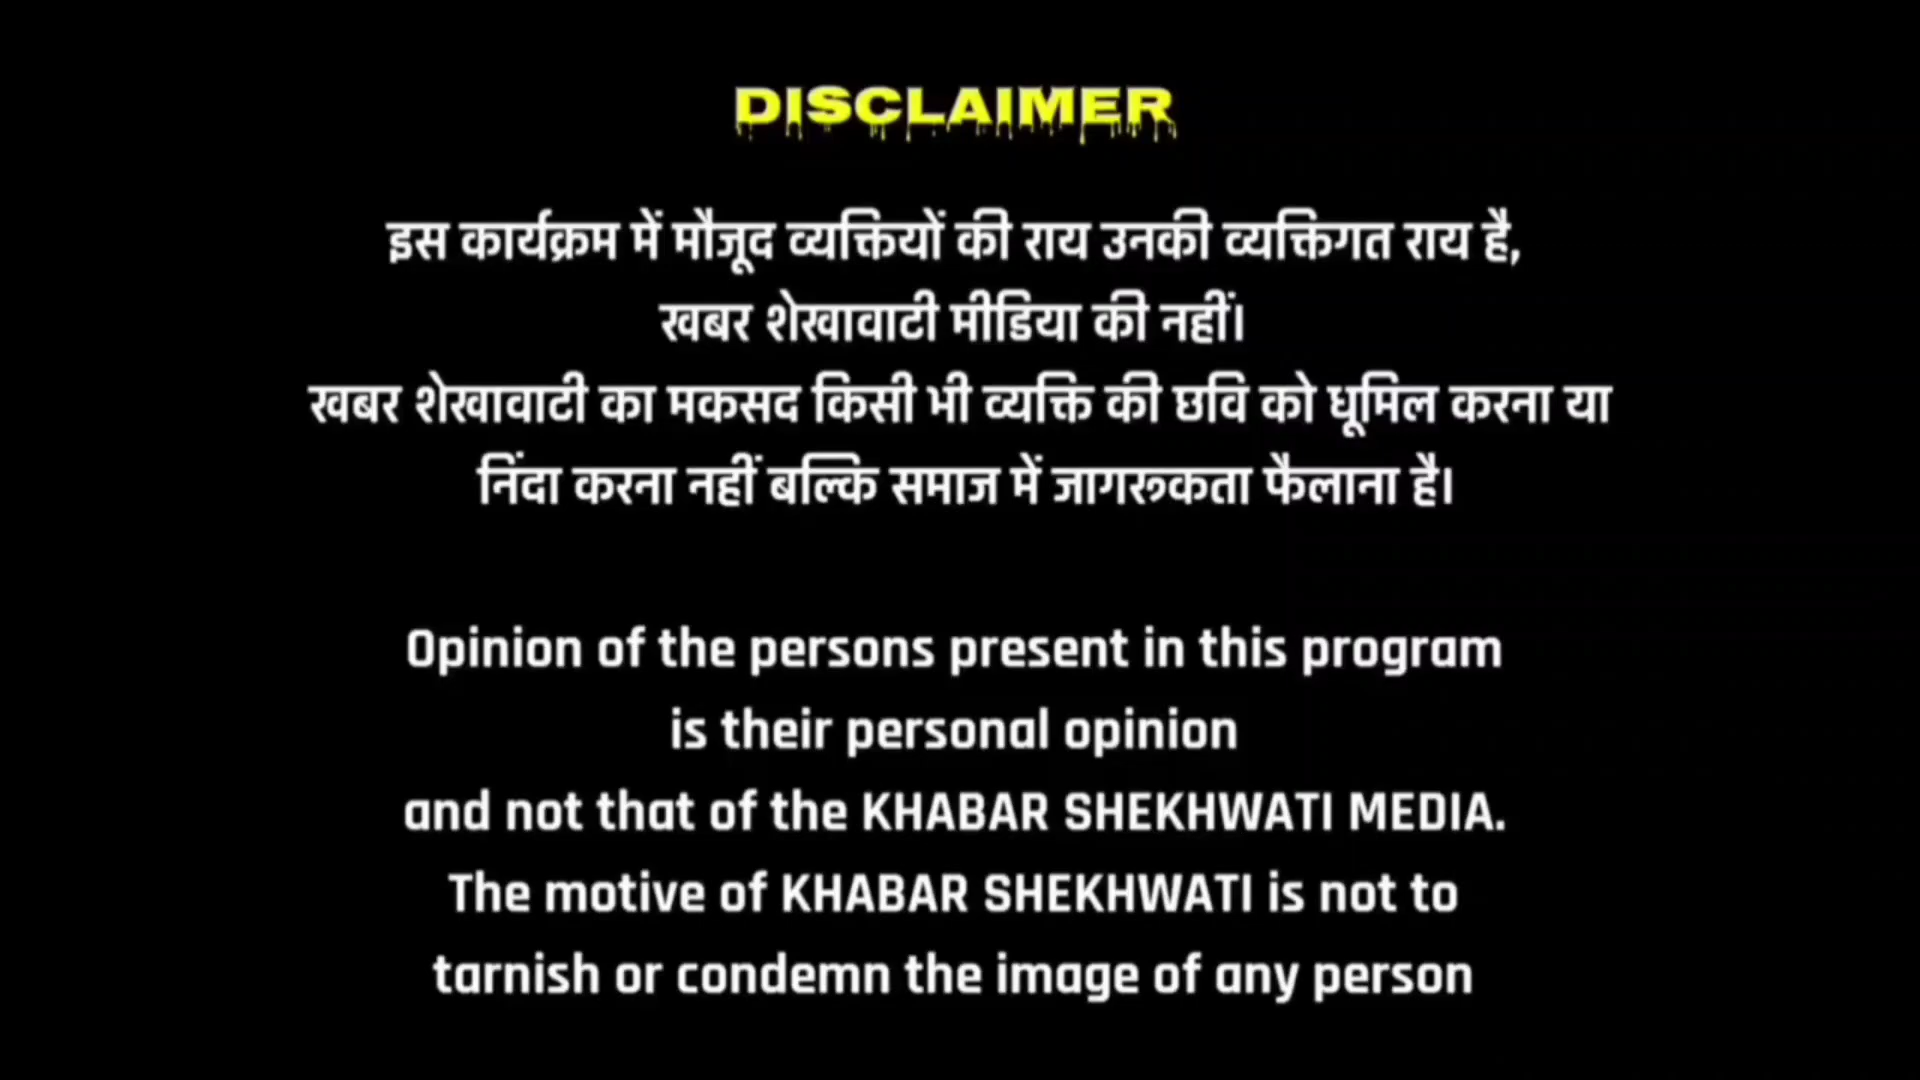 DISCLAIMER
इस कार्यक्रम में मौजूद व्यक्तियों की राय उनकी व्यक्तिगत राय है,
खबर शेखावाटी मीडिया की नहीं।
खबर शेखावाटी का मकसद किसी भी व्यक्ति की छवि को धूमिल करना या
निंदा करना नहीं बल्कि समाज में जागरूकता फैलाना है।
Opinion of the persons present in this program
is their personal opinion
and not that of the KHABAR SHEKHWATI MEDIA.
The motive of KHABAR SHEKHWATI is not to
tarnish or condemn the image of any person